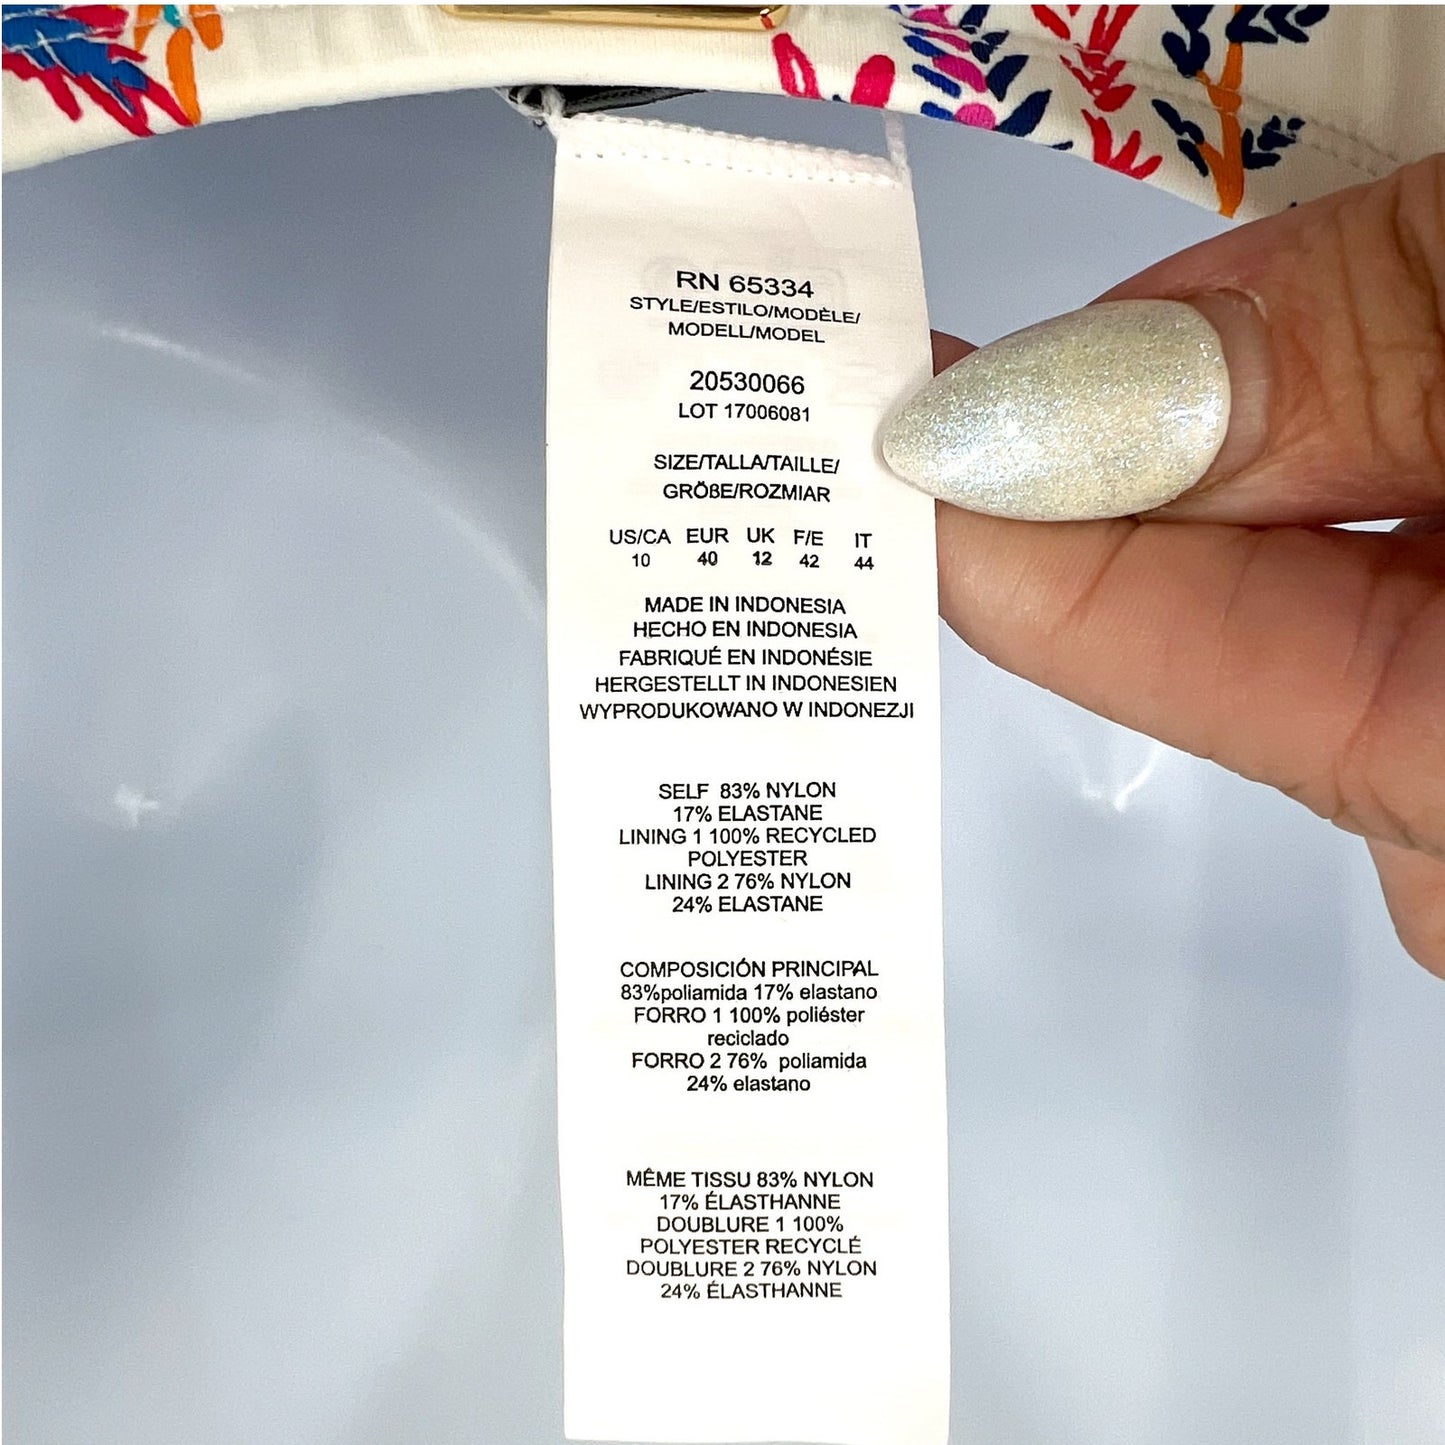 RN 65334
STYLE/ESTILO/MODÈLE/
MODELL/MODEL
20530066
LOT 17006081
SIZE/TALLA/TAILLE/
GRÖßE/ROZMIAR
US/CA EUR UK F/E IT
10 40 12 42 44
MADE IN INDONESIA
HECHO EN INDONESIA
FABRIQUÉ EN INDONÉSIE
HERGESTELLT IN INDONESIEN
WYPRODUKOWANO W INDONEZJI
SELF 83% NYLON
17% ELASTANE
LINING 1 100% RECYCLED
POLYESTER
LINING 2 76% NYLON
24% ELASTANE
COMPOSICIÓN PRINCIPAL
83%poliamida 17% elastano
FORRO 1 100% poliéster
reciclado
FORRO 2 76% poliamida
24% elastano
MÊME TISSU 83% NYLON
17% ÉLASTHANNE
DOUBLURE 1 100%
POLYESTER RECYCLÉ
DOUBLURE 2 76% NYLON
24% ÉLASTHANNE